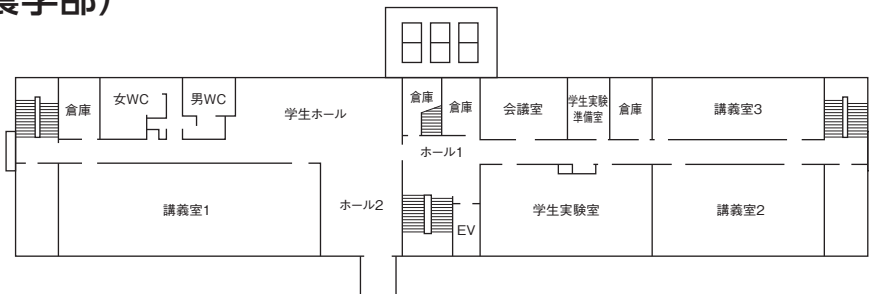 農学部）
倉庫
女WC
男WC
学生ホール
倉庫
倉庫
会議室
学生実験
準備室
倉庫
講義室3
ホール1
講義室1
ホール2
EV
学生実験室
講義室2